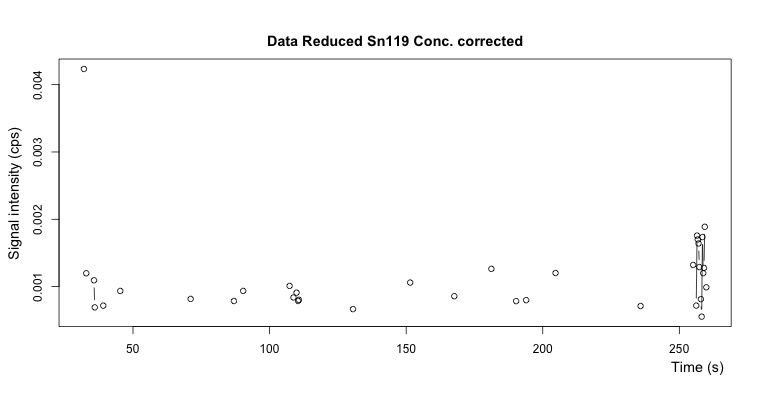 Data Reduced Sn119 Conc. corrected
Signal intensity (cps)
0.004
0.003
0.002
0.001
50 100 150 200 250
Time (s)